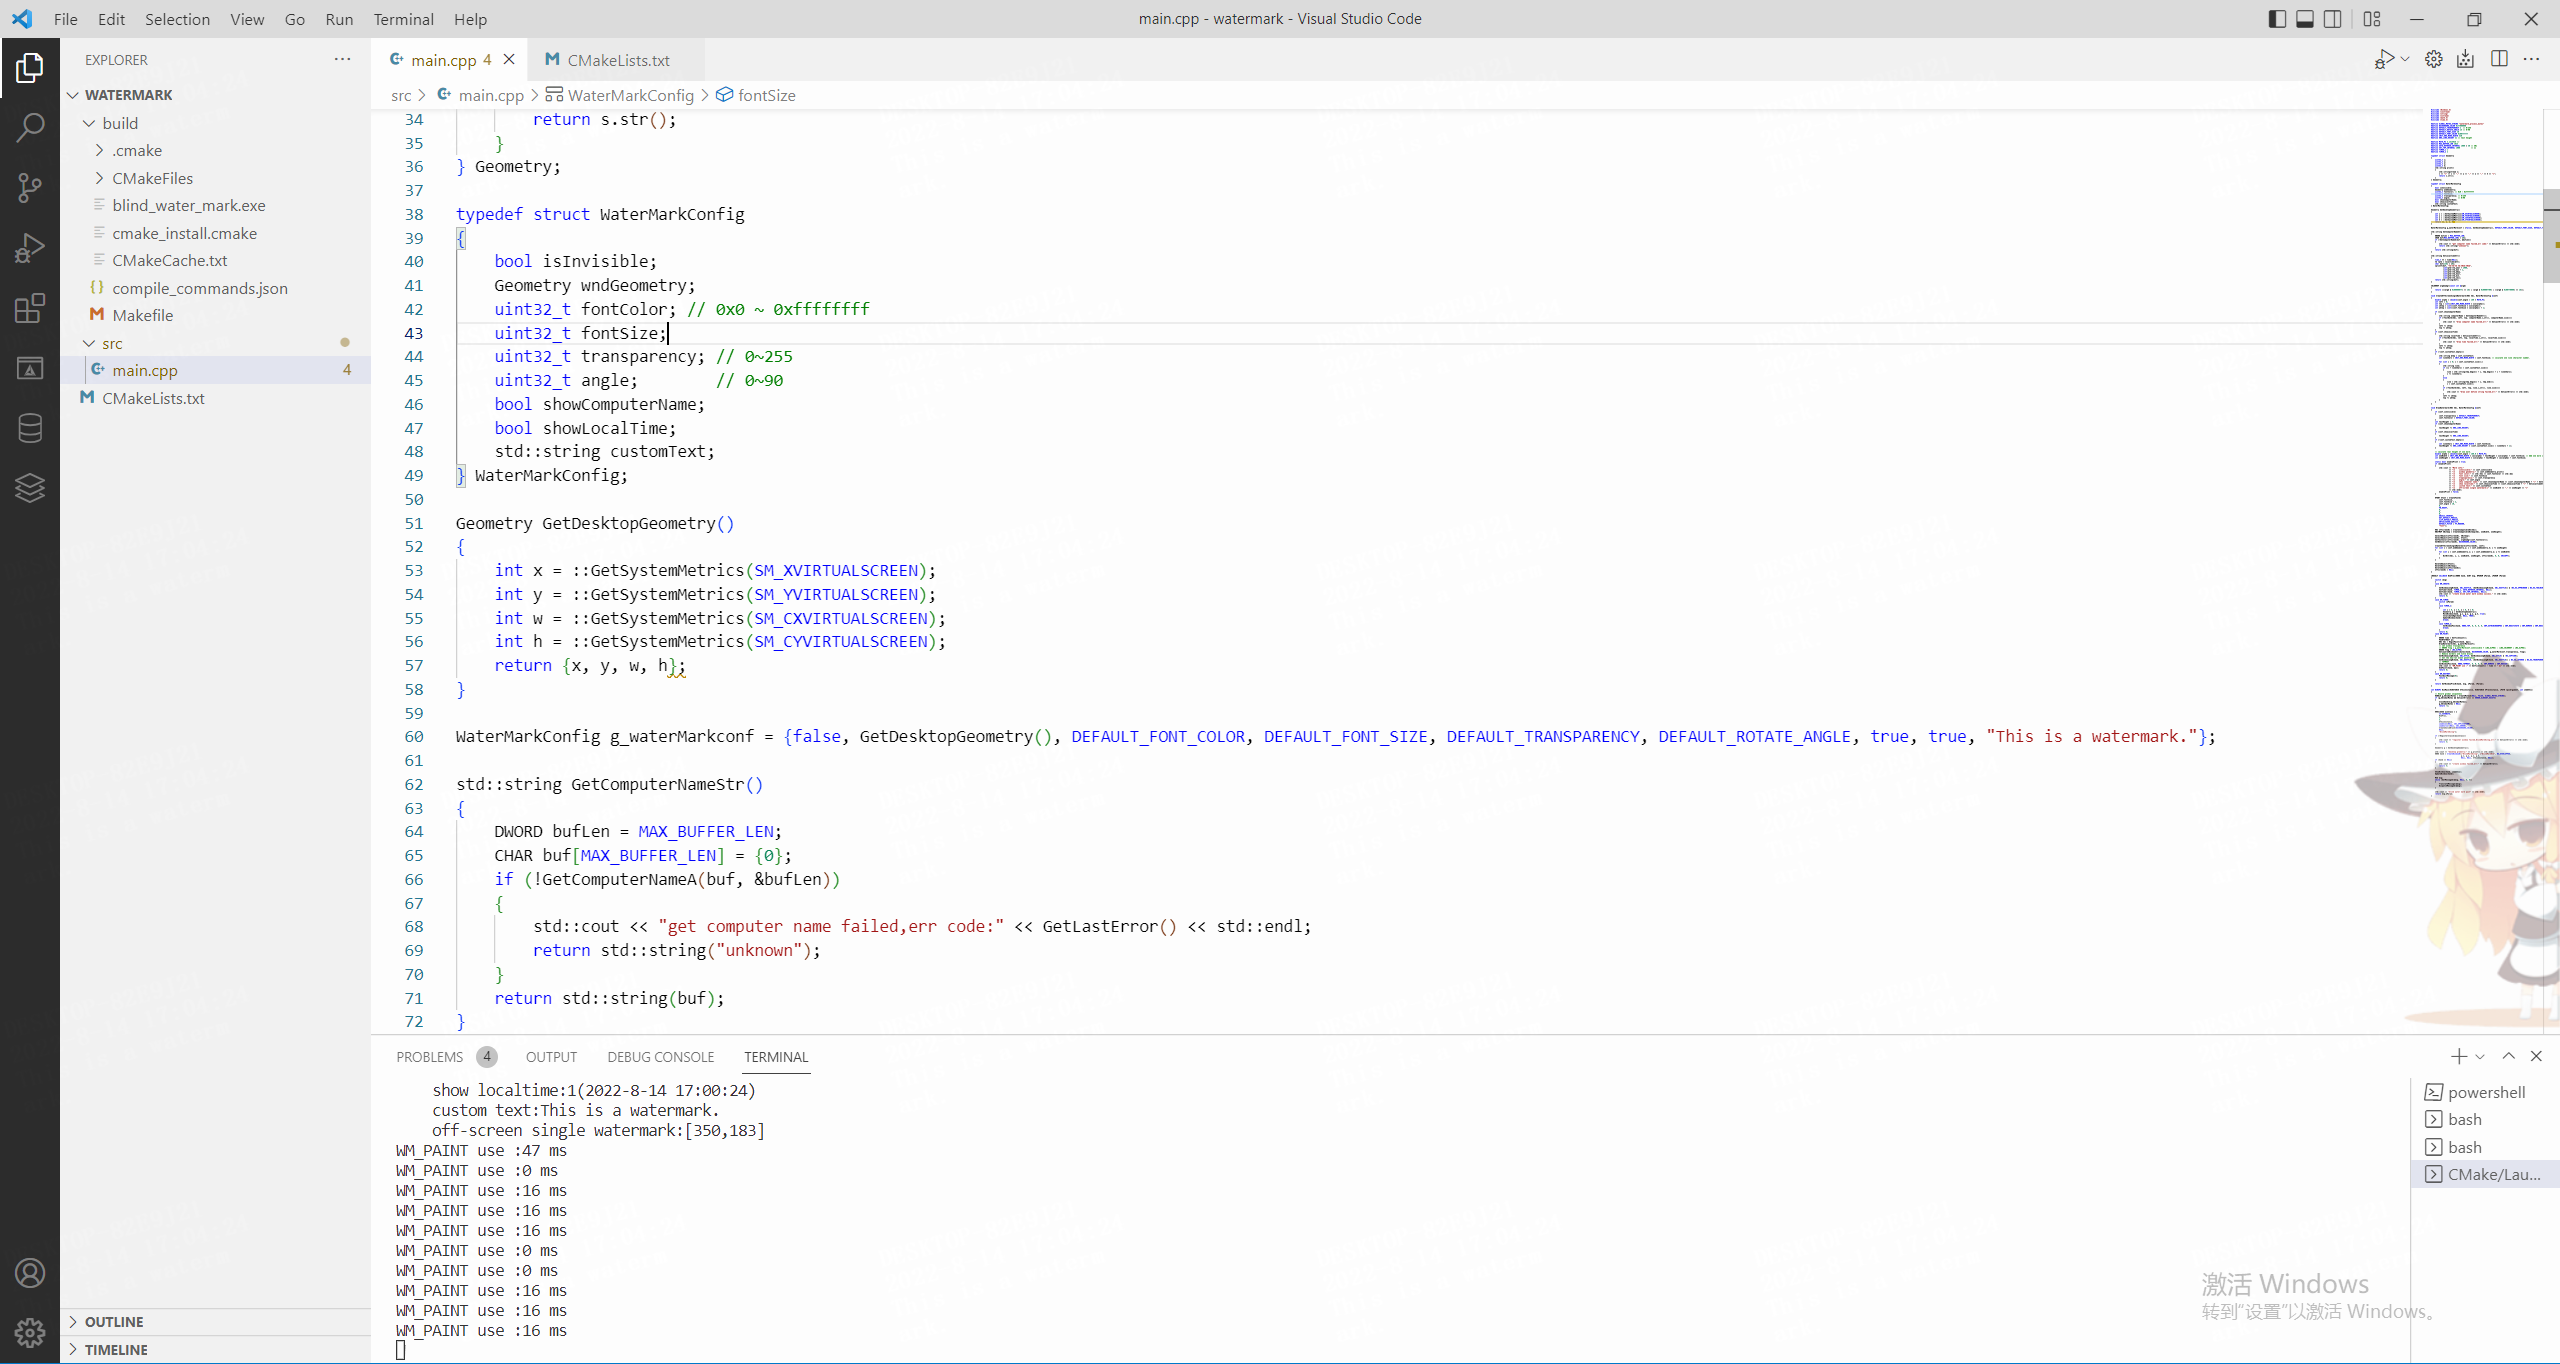 File Edit Selection View Go Run Terminal Help
main.cpp - watermark - Visual Studio Code
EXPLORER
WATERMARK
build
.cmake
CMakeFiles
blind_water_mark.exe
cmake_install.cmake
CMakeCache.txt
compile_commands.json
Makefile
src
main.cpp 4
CMakeLists.txt
OUTLINE
TIMELINE
main.cpp 4
CMakeLists.txt
src > main.cpp > WaterMarkConfig > fontSize
34 return s.str();
35 }
36 } Geometry;
37
38 typedef struct WaterMarkConfig
39 {
40 bool isInvisible;
41 Geometry wndGeometry;
42 uint32_t fontColor; // 0x0 ~ 0xffffffff
43 uint32_t fontSize;
44 uint32_t transparency; // 0~255
45 uint32_t angle; // 0~90
46 bool showComputerName;
47 bool showLocalTime;
48 std::string customText;
49 } WaterMarkConfig;
50
51 Geometry GetDesktopGeometry()
52 {
53 int x = ::GetSystemMetrics(SM_XVIRTUALSCREEN);
54 int y = ::GetSystemMetrics(SM_YVIRTUALSCREEN);
55 int w = ::GetSystemMetrics(SM_CXVIRTUALSCREEN);
56 int h = ::GetSystemMetrics(SM_CYVIRTUALSCREEN);
57 return {x, y, w, h};
58 }
59
60 WaterMarkConfig g_waterMarkconf = {false, GetDesktopGeometry(), DEFAULT_FONT_COLOR, DEFAULT_FONT_SIZE, DEFAULT_TRANSPARENCY, DEFAULT_ROTATE_ANGLE, true, true, "This is a watermark."};
61
62 std::string GetComputerNameStr()
63 {
64 DWORD bufLen = MAX_BUFFER_LEN;
65 CHAR buf[MAX_BUFFER_LEN] = {0};
66 if (!GetComputerNameA(buf, &bufLen))
67 {
68 std::cout << "get computer name failed,err code:" << GetLastError() << std::endl;
69 return std::string("unknown");
70 }
71 return std::string(buf);
72 }
PROBLEMS 4 OUTPUT DEBUG CONSOLE TERMINAL
show localtime:1(2022-8-14 17:00:24)
custom text:This is a watermark.
off-screen single watermark:[350,183]
WM_PAINT use :47 ms
WM_PAINT use :0 ms
WM_PAINT use :16 ms
WM_PAINT use :16 ms
WM_PAINT use :16 ms
WM_PAINT use :0 ms
WM_PAINT use :0 ms
WM_PAINT use :16 ms
WM_PAINT use :16 ms
WM_PAINT use :16 ms
powershell
bash
bash
CMake/Lau...
激活 Windows
转到"设置"以激活 Windows。